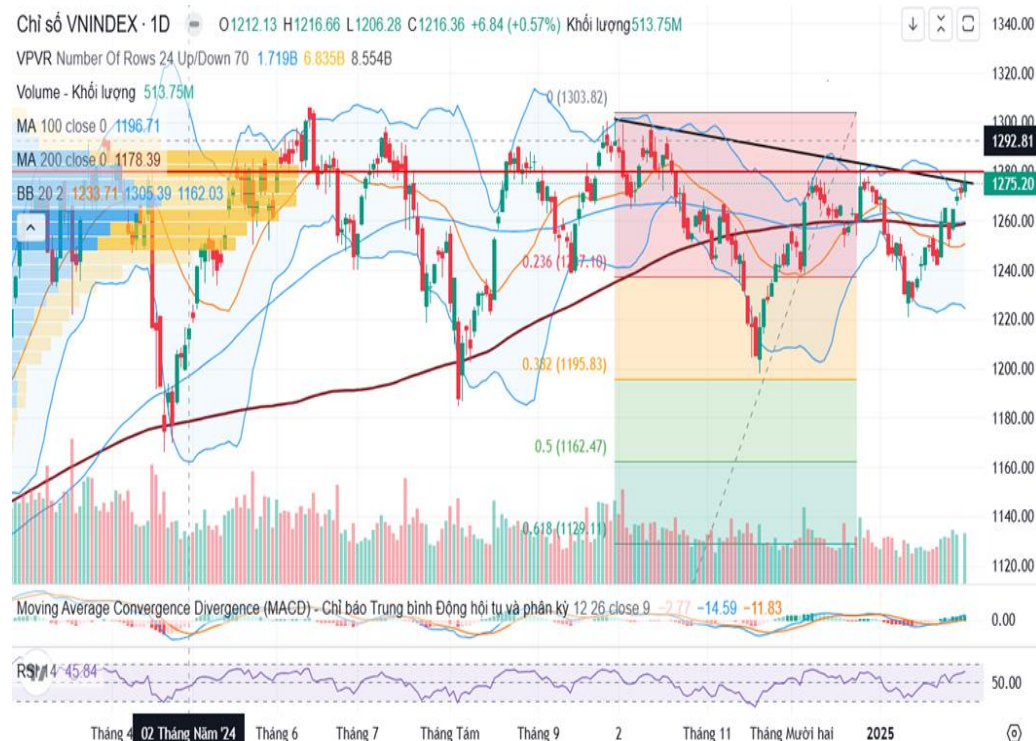 Chỉ số VNINDEX · 1D O1212.13 H1216.66 L1206.28 C1216.36 +6.84 (+0.57%) Khối lượng513.75M
VPVR Number Of Rows 24 Up/Down 70 1.719B 6.835B 8.554B
Volume - Khối lượng 513.75M
MA 100 close 0 1196.71
MA 200 close 0 1178.39
BB 20 2 1233.71 1305.39 1162.03
0 (1303.82)
0.236 (1237.10)
0.382 (1195.83)
0.5 (1162.47)
0.618 (1129.11)
1340.00
1320.00
1300.00
1292.81
1280.00
1275.20
1260.00
1240.00
1220.00
1200.00
1180.00
1160.00
1140.00
1120.00
Moving Average Convergence Divergence (MACD) - Chỉ báo Trung bình Động hội tụ và phân kỳ 12 26 close 9 −2.77 −14.59 −11.83
0.00
RSI 14 45.84
50.00
Tháng 4 02 Tháng Năm '24 Tháng 6 Tháng 7 Tháng Tám Tháng 9 2 Tháng 11 Tháng Mười hai 2025